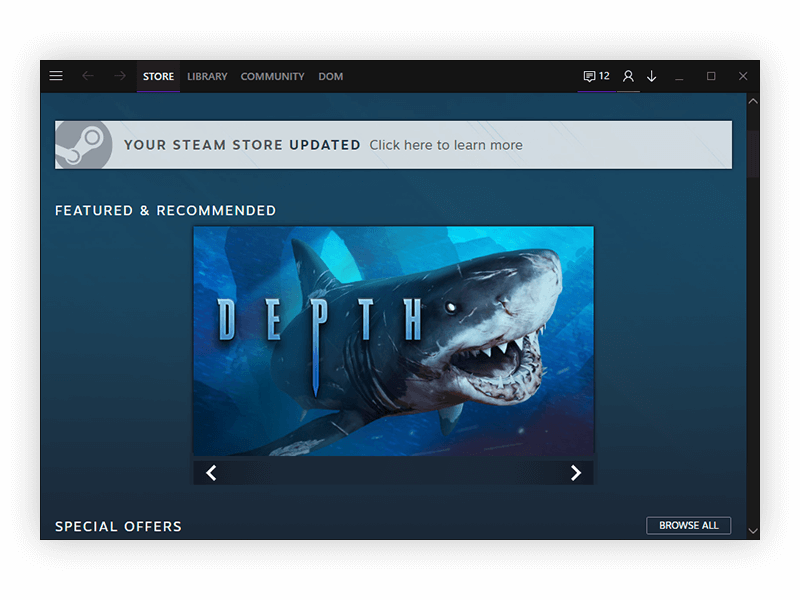 STORE LIBRARY COMMUNITY DOM 12
YOUR STEAM STORE UPDATED Click here to learn more
FEATURED & RECOMMENDED
DEPTH
SPECIAL OFFERS BROWSE ALL